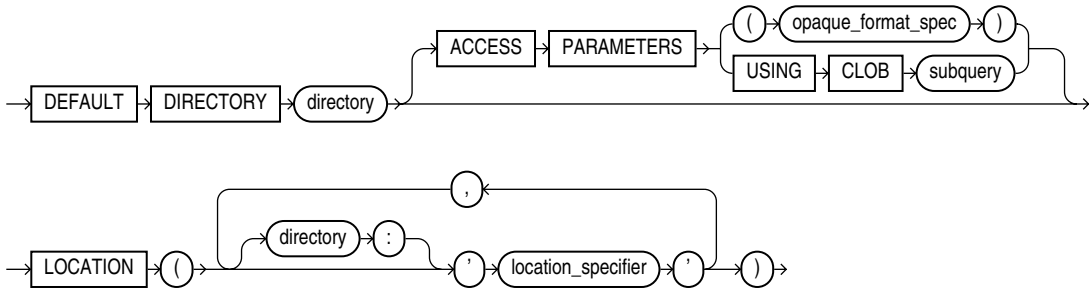 ACCESS PARAMETERS ( opaque_format_spec )
USING CLOB subquery
DEFAULT DIRECTORY directory
,
directory :
LOCATION ( ' location_specifier ' )